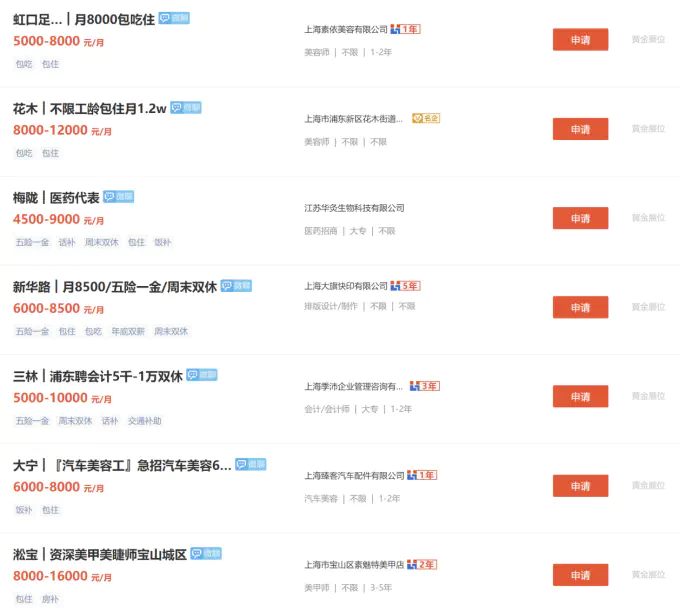 虹口足... | 月8000包吃住 微聊
上海素依美容有限公司 1年
申请
黄金展位
5000-8000 元/月
美容师 | 不限 | 1-2年
包吃 包住
花木 | 不限工龄包住月1.2w 微聊
上海市浦东新区花木街道... 名企
申请
黄金展位
8000-12000 元/月
美容师 | 不限 | 不限
包吃 包住
梅陇 | 医药代表 微聊
江苏华灸生物科技有限公司
申请
黄金展位
4500-9000 元/月
医药招商 | 大专 | 不限
五险一金 话补 周末双休 包住 饭补
新华路 | 月8500/五险一金/周末双休 微聊
上海大旗快印有限公司 5年
申请
黄金展位
6000-8500 元/月
排版设计/制作 | 不限 | 不限
五险一金 包住 包吃 年底双薪 周末双休
三林 | 浦东聘会计5千-1万双休 微聊
上海季沛企业管理咨询有... 3年
申请
黄金展位
5000-10000 元/月
会计/会计师 | 大专 | 1-2年
五险一金 周末双休 话补 交通补助
大宁 | 『汽车美容工』急招汽车美容6... 微聊
上海臻客汽车配件有限公司 1年
申请
黄金展位
6000-8000 元/月
汽车美容 | 不限 | 1-2年
饭补 包住
淞宝 | 资深美甲美睫师宝山城区 微聊
上海市宝山区素魅特美甲店 2年
申请
黄金展位
8000-16000 元/月
美甲师 | 不限 | 3-5年
包住 房补